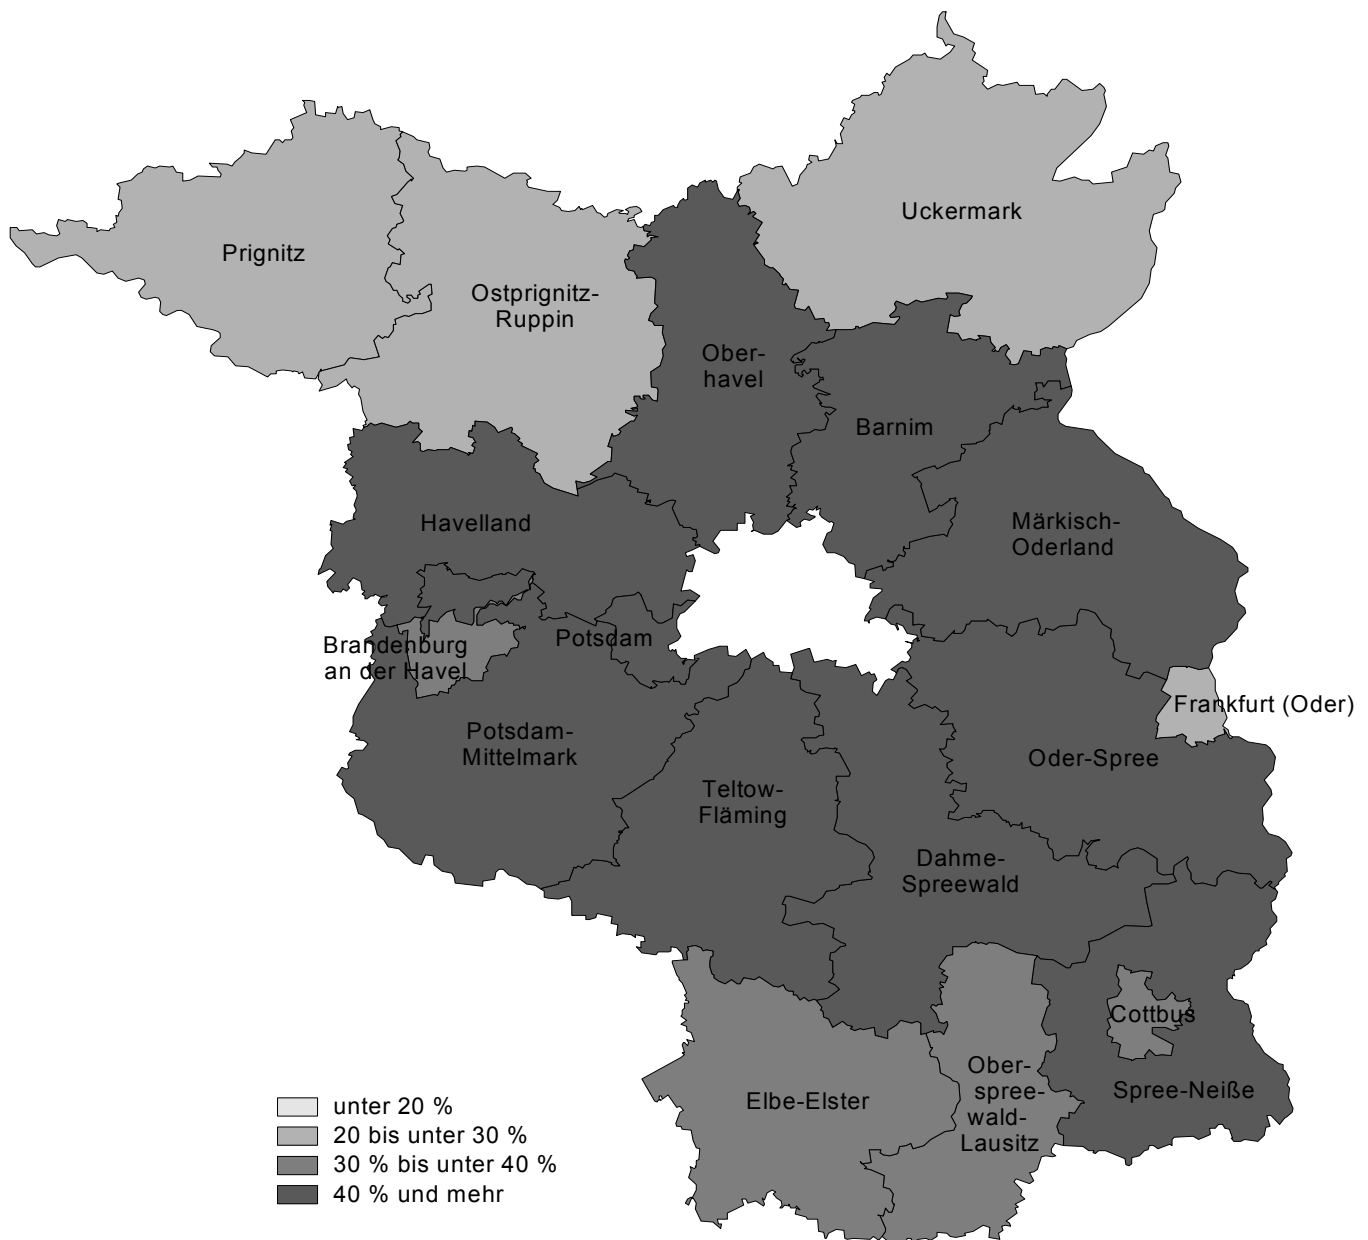 Uckermark
Prignitz
Ostprignitz-
Ruppin
Ober-
havel
Barnim
Havelland
Märkisch-
Oderland
Brandenburg
an der Havel
Potsdam
Frankfurt (Oder)
Potsdam-
Mittelmark
Oder-Spree
Teltow-
Fläming
Dahme-
Spreewald
Cottbus
Ober-
spree-
wald-
Lausitz
Spree-Neiße
Elbe-Elster
unter 20 %
20 bis unter 30 %
30 % bis unter 40 %
40 % und mehr